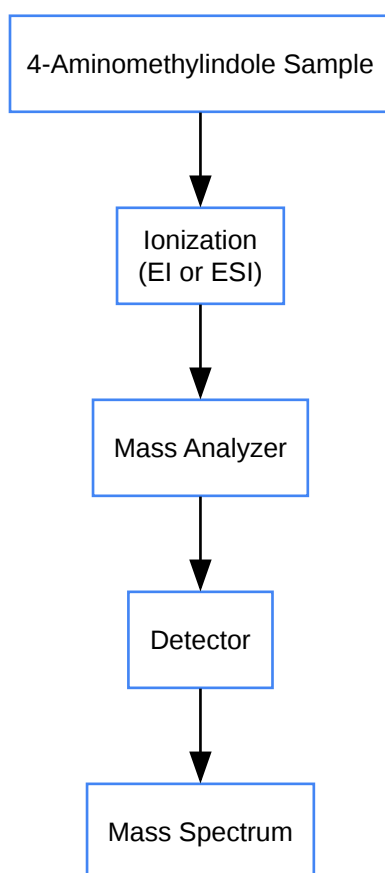 4-Aminomethylindole Sample
Ionization
(EI or ESI)
Mass Analyzer
Detector
Mass Spectrum